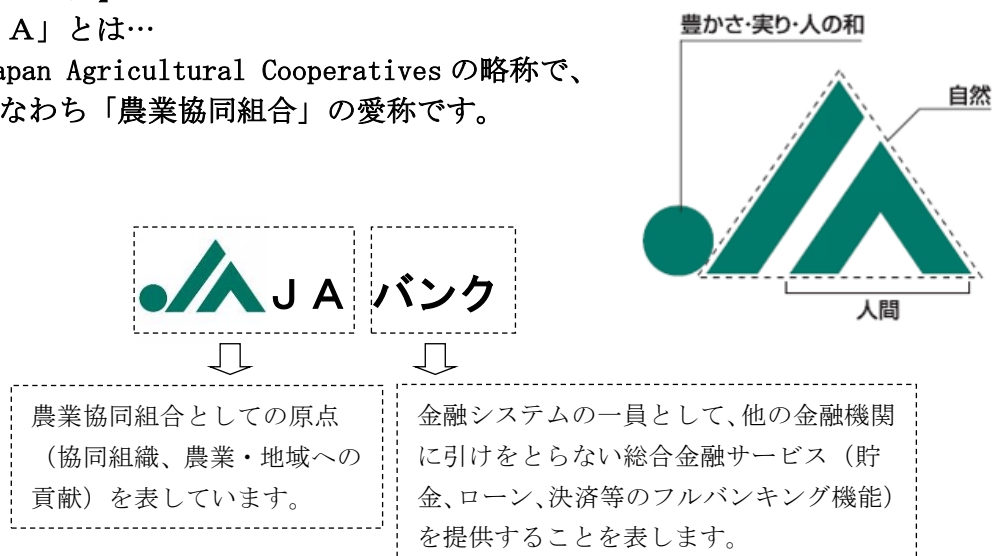 Ａ」とは…
apan Agricultural Cooperatives の略称で、
なわち「農業協同組合」の愛称です。
豊かさ・実り・人の和
自然
人間
ＪＡ バンク
農業協同組合としての原点
（協同組織、農業・地域への
貢献）を表しています。
金融システムの一員として、他の金融機関
に引けをとらない総合金融サービス（貯
金、ローン、決済等のフルバンキング機能）
を提供することを表します。